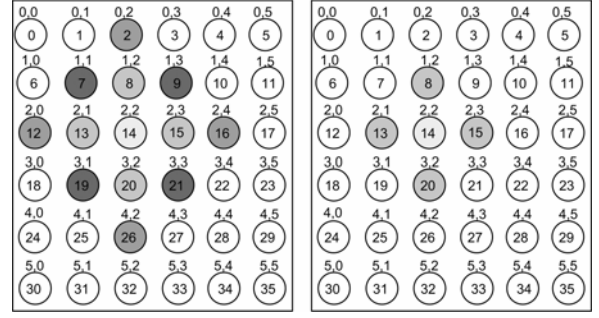 0,0 0,1 0,2 0,3 0,4 0,5
0 1 2 3 4 5
1,0 1,1 1,2 1,3 1,4 1,5
6 7 8 9 10 11
2,0 2,1 2,2 2,3 2,4 2,5
12 13 14 15 16 17
3,0 3,1 3,2 3,3 3,4 3,5
18 19 20 21 22 23
4,0 4,1 4,2 4,3 4,4 4,5
24 25 26 27 28 29
5,0 5,1 5,2 5,3 5,4 5,5
30 31 32 33 34 35
0,0 0,1 0,2 0,3 0,4 0,5
0 1 2 3 4 5
1,0 1,1 1,2 1,3 1,4 1,5
6 7 8 9 10 11
2,0 2,1 2,2 2,3 2,4 2,5
12 13 14 15 16 17
3,0 3,1 3,2 3,3 3,4 3,5
18 19 20 21 22 23
4,0 4,1 4,2 4,3 4,4 4,5
24 25 26 27 28 29
5,0 5,1 5,2 5,3 5,4 5,5
30 31 32 33 34 35